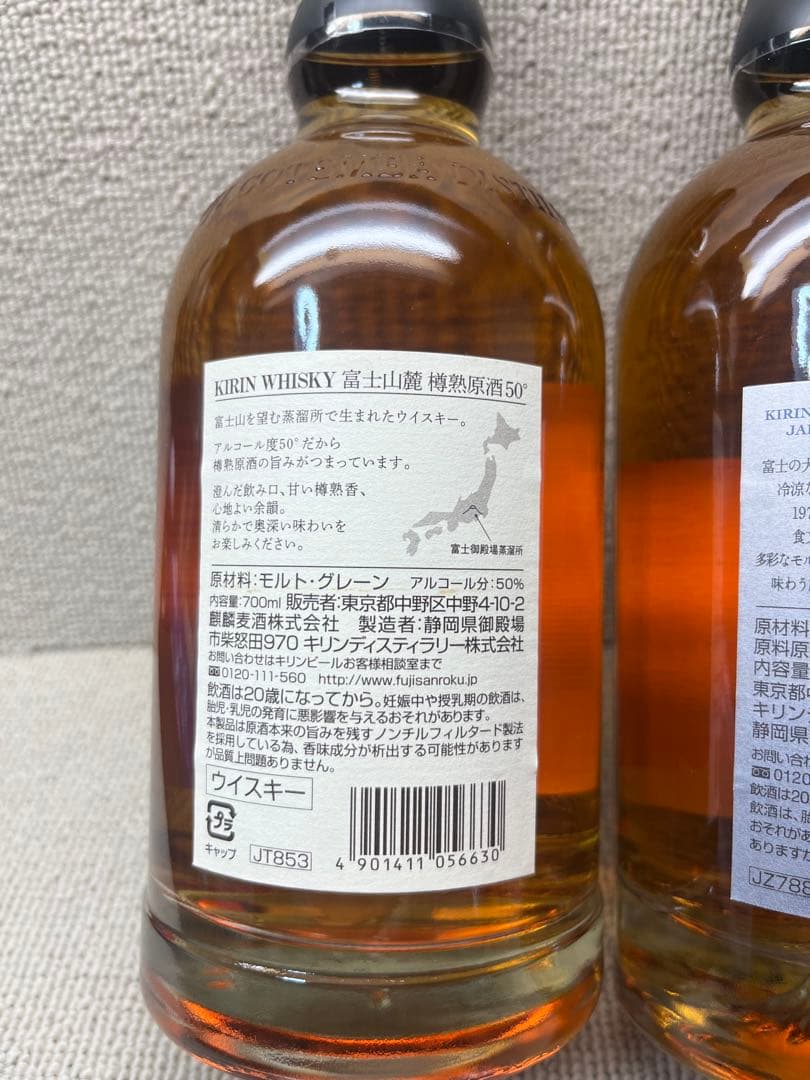 KIRIN WHISKY 富士山麓 樽熟原酒50°
富士山を望む蒸溜所で生まれたウイスキー。
アルコール度50°だから
樽熟原酒の旨みがつまっています。
澄んだ飲み口、甘い樽熟香、
心地よい余韻。
清らかで奥深い味わいを
お楽しみください。
富士御殿場蒸溜所
原材料:モルト・グレーン アルコール分:50%
内容量:700ml 販売者:東京都中野区中野4-10-2
麒麟麦酒株式会社 製造者:静岡県御殿場
市柴怒田970 キリンディスティラリー株式会社
お問い合わせはキリンビールお客様相談室まで
0120-111-560 http://www.fujisanroku.jp/
飲酒は20歳になってから。妊娠中や授乳期の飲酒は、
胎児・乳児の発育に悪影響を与えるおそれがあります。
本製品は原酒本来の旨みを残すノンチルフィルタード製法
を採用している為、香味成分が析出する可能性があります
が品質上問題ありません。
ウイスキー
プラ
キャップ
JT853
4 901411 056630
KIRIN
JA
富士の大
冷涼な
197
食
多彩なモル
味わう
原材料
原料原
内容量
東京都中
キリン
静岡県
お問い合わ
0120
飲酒は20
飲酒は、胎
おそれがあ
ありますた
JZ788